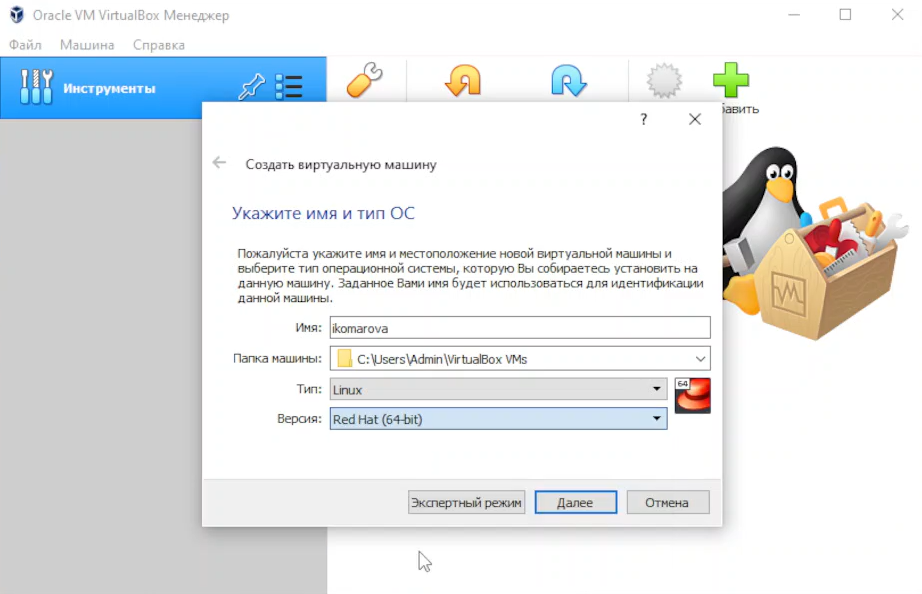 Oracle VM VirtualBox Менеджер
Файл Машина Справка
Инструменты
?
Создать виртуальную машину
Укажите имя и тип ОС
Пожалуйста укажите имя и местоположение новой виртуальной машины и
выберите тип операционной системы, которую Вы собираетесь установить на
данную машину. Заданное Вами имя будет использоваться для идентификации
данной машины.
Имя: ikomarova
Папка машины: C:\Users\Admin\VirtualBox VMs
Тип: Linux
64
Версия: Red Hat (64-bit)
Экспертный режим Далее Отмена